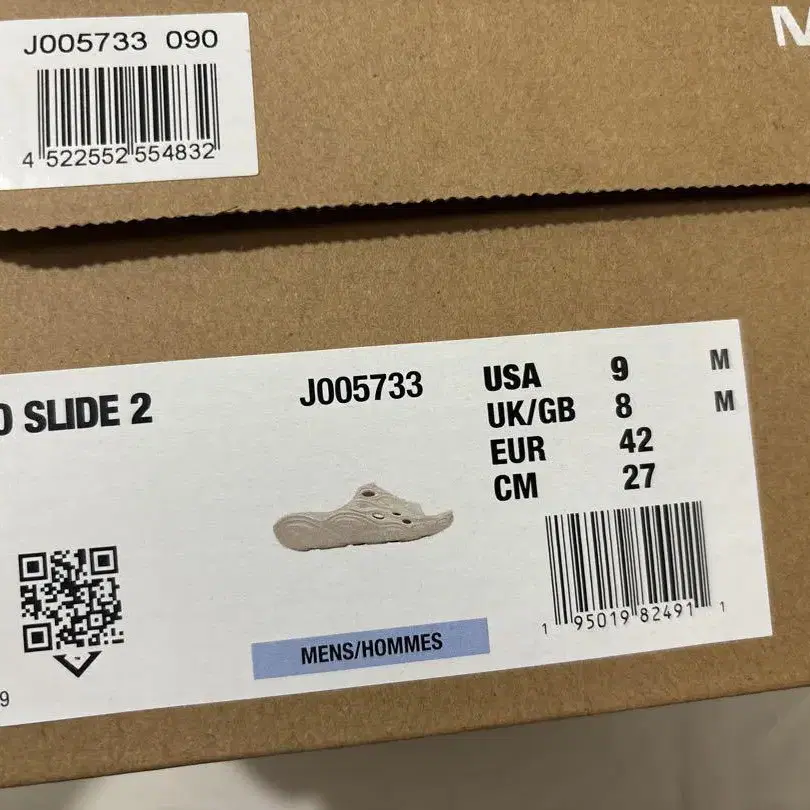 J005733 090
4 522552 554832
M
O SLIDE 2
J005733
USA 9 M
UK/GB 8 M
EUR 42
CM 27
1 95019 82491 1
MENS/HOMMES
9